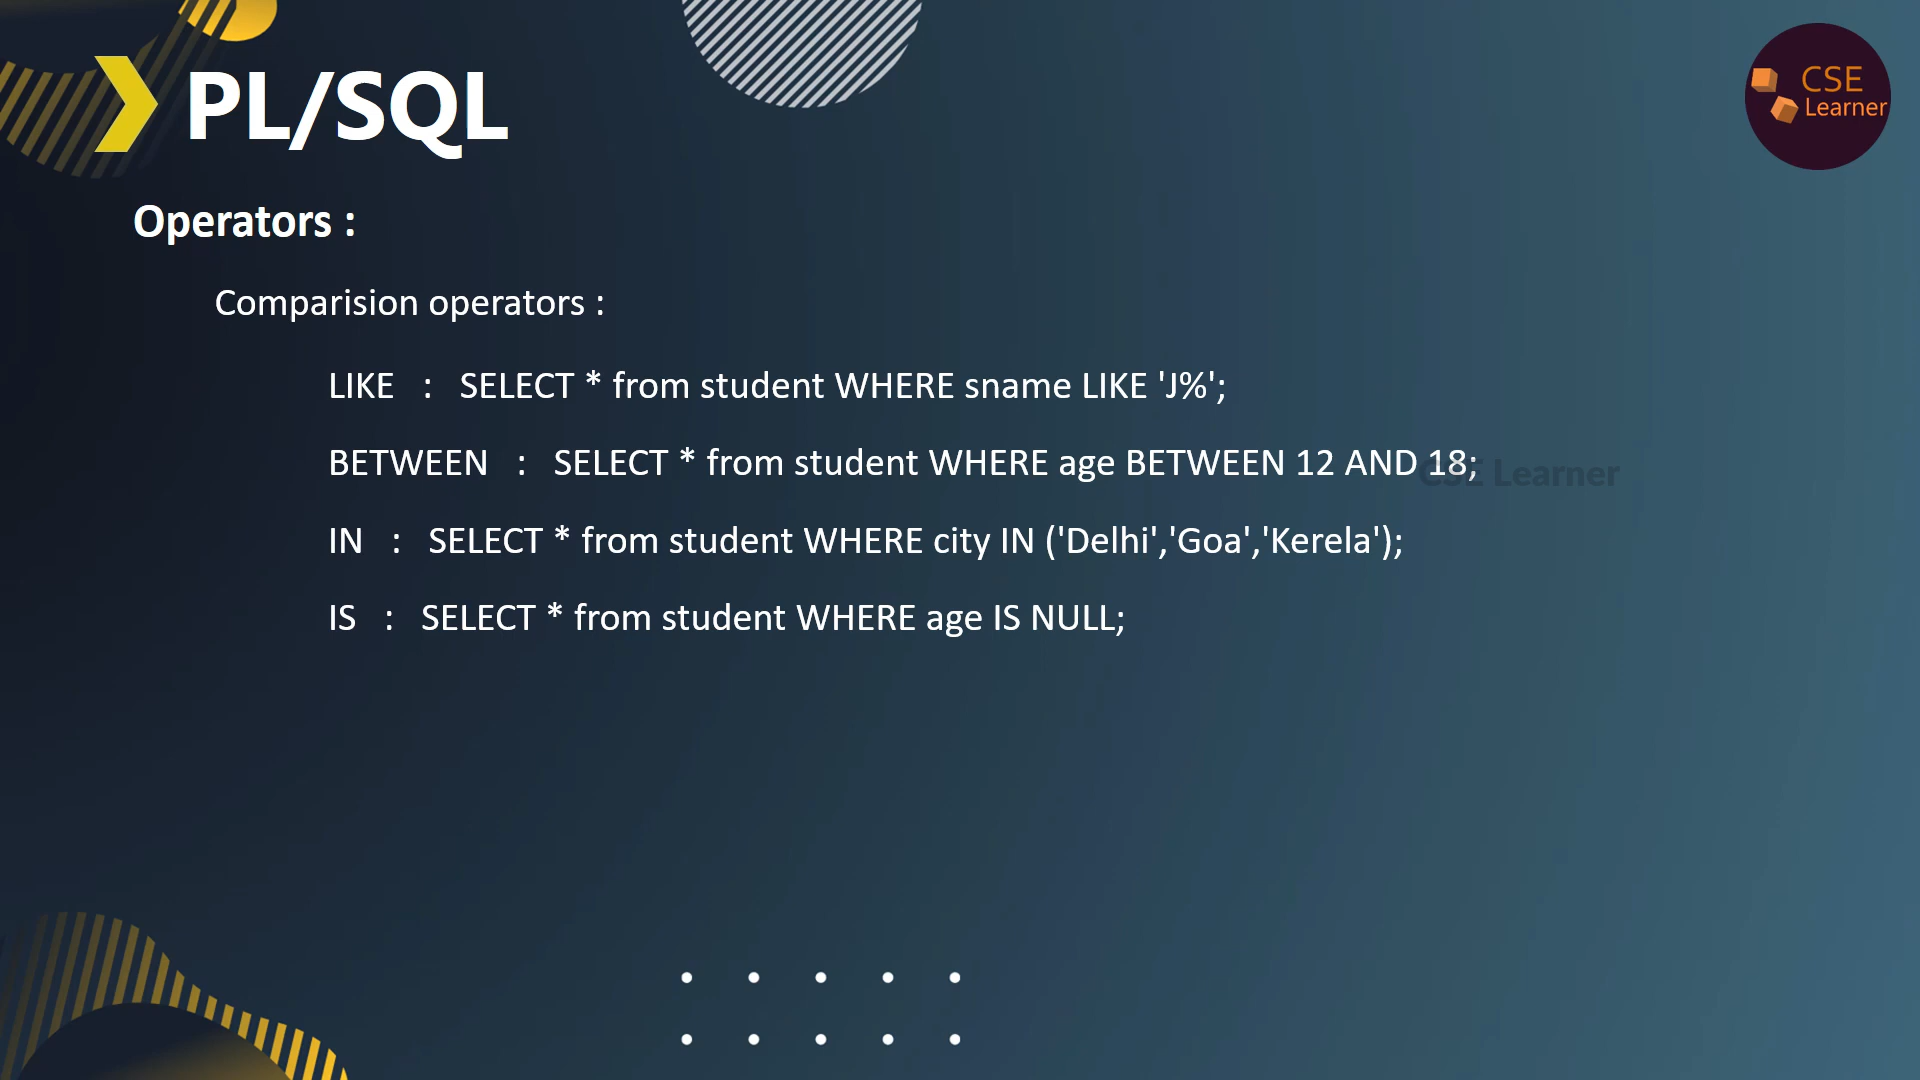 PL/SQL
CSE
Learner
Operators :
Comparision operators :
LIKE : SELECT * from student WHERE sname LIKE 'J%';
BETWEEN : SELECT * from student WHERE age BETWEEN 12 AND 18;
CSE Learner
IN : SELECT * from student WHERE city IN ('Delhi','Goa','Kerela');
IS : SELECT * from student WHERE age IS NULL;